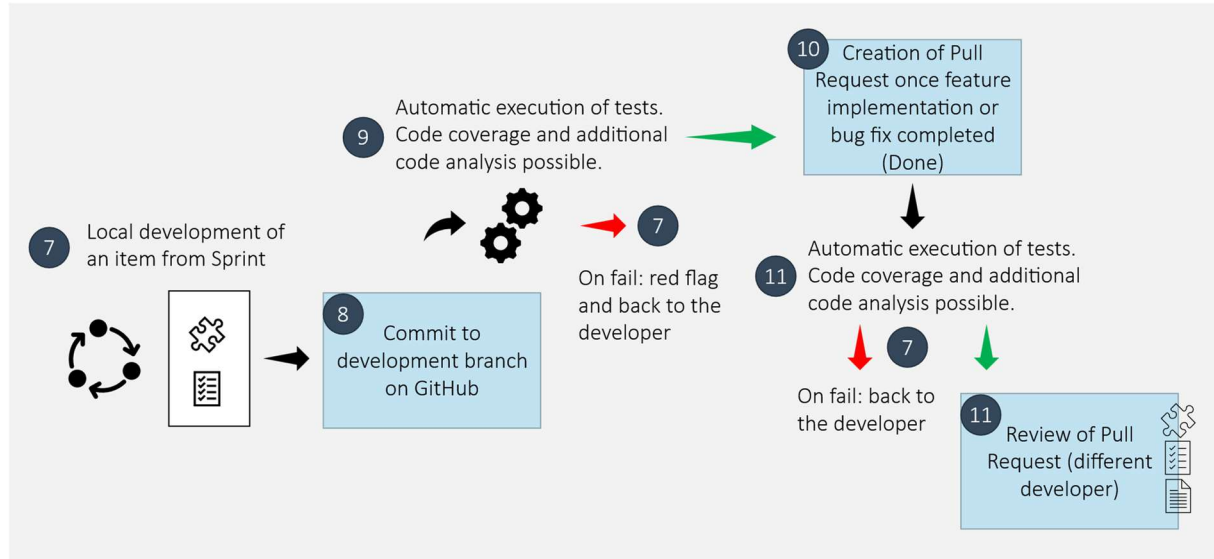 7
Local development of
an item from Sprint
8
Commit to
development branch
on GitHub
9
Automatic execution of tests.
Code coverage and additional
code analysis possible.
7
On fail: red flag
and back to the
developer
10
Creation of Pull
Request once feature
implementation or
bug fix completed
(Done)
11
Automatic execution of tests.
Code coverage and additional
code analysis possible.
7
On fail: back to
the developer
11
Review of Pull
Request (different
developer)